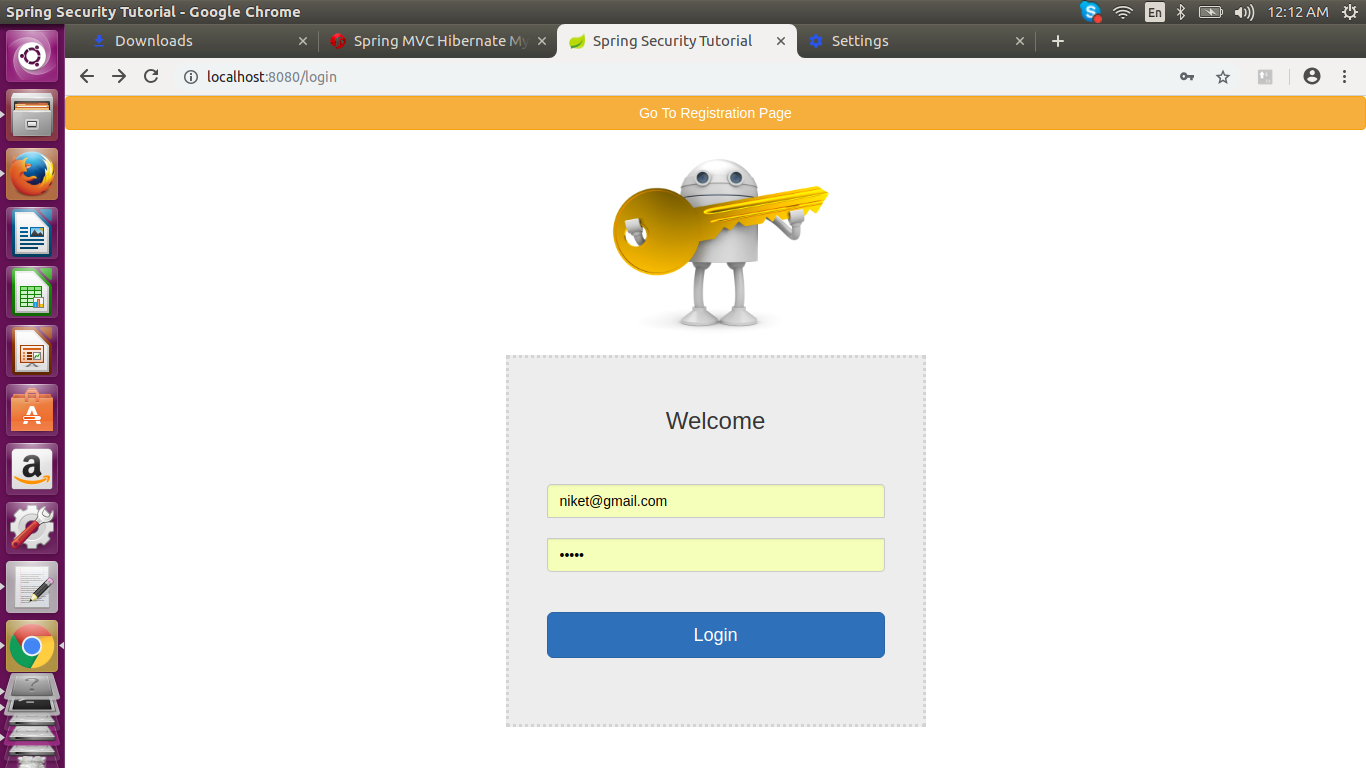 Spring Security Tutorial - Google Chrome
En
12:12 AM
Downloads
Spring MVC Hibernate My
Spring Security Tutorial
Settings
localhost:8080/login
Go To Registration Page
Welcome
niket@gmail.com
•••••
Login